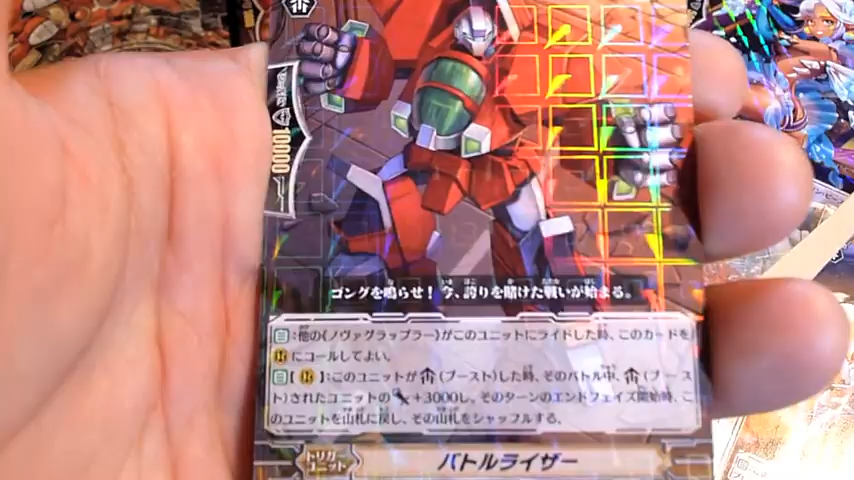 10000
ゴングを鳴らせ！今、誇りを賭けた戦いが始まる。
:他の《ノヴァグラップラー》がこのユニットにライドした時、このカードを
にコールしてよい。
[ ]:このユニットが (ブースト)した時、そのバトル中、 (ブース
ト)されたユニットの +3000し、そのターンのエンドフェイズ開始時、こ
のユニットを山札に戻し、その山札をシャッフルする。
トリガー
ユニット
バトルライザー